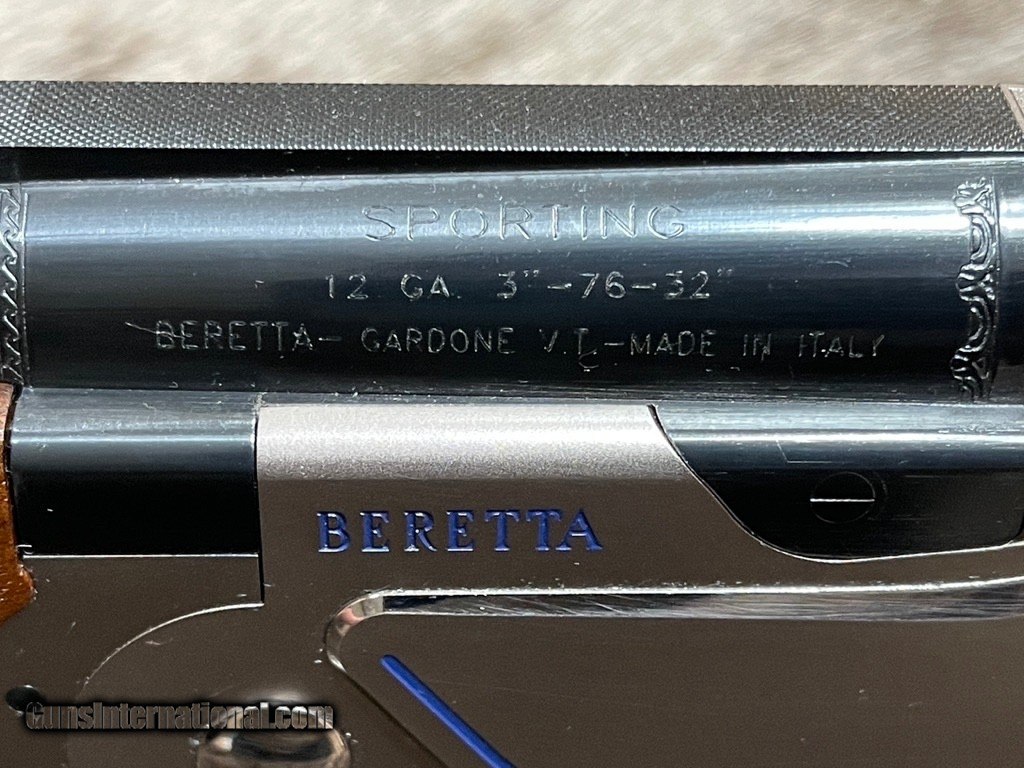 SPORTING
12 GA. 3"-76-32"
BERETTA- GARDONE V.T.-MADE IN ITALY
BERETTA
GunsInternational.com